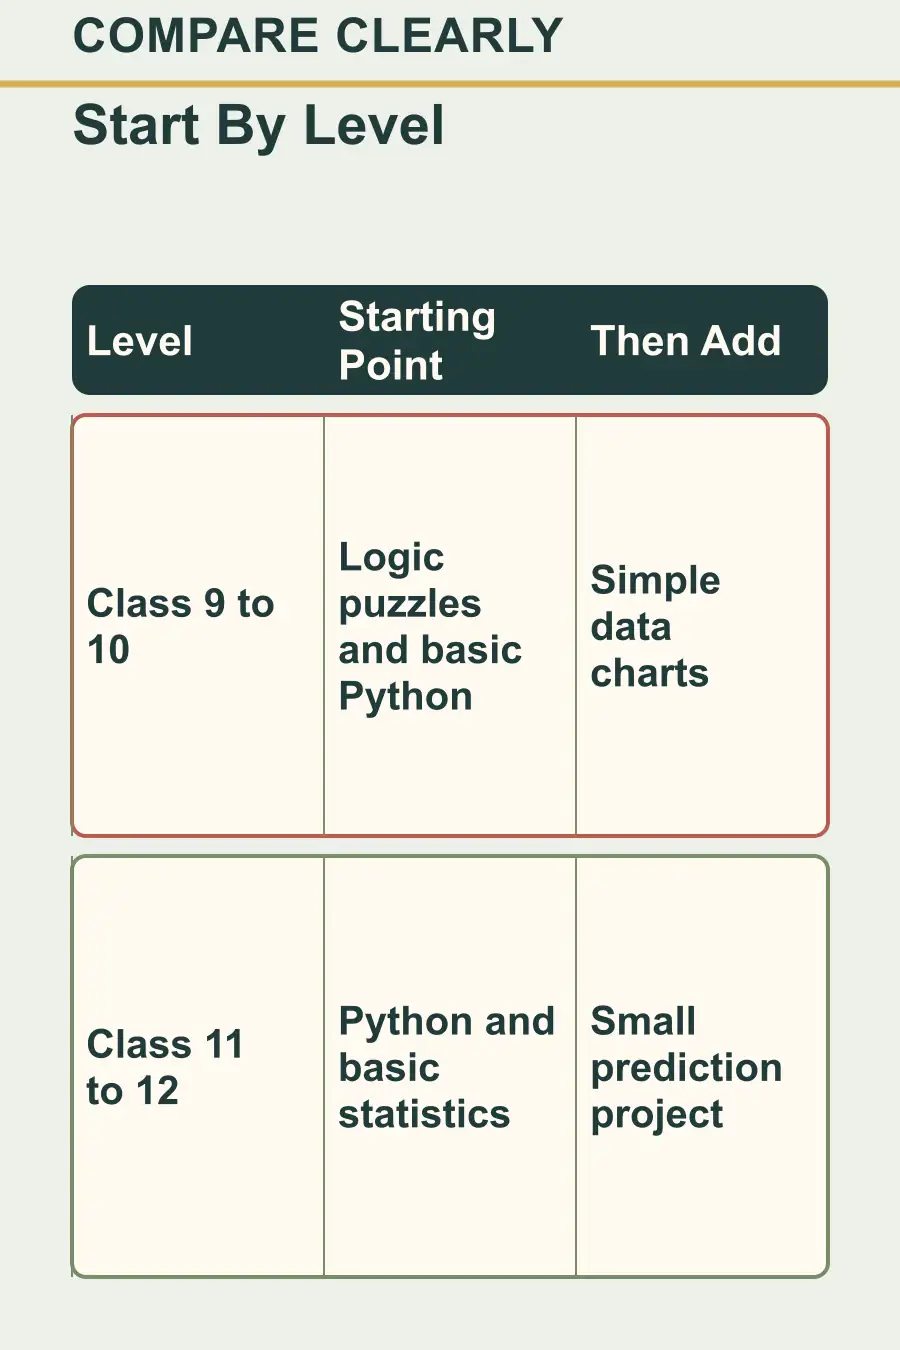 COMPARE CLEARLY
Start By Level
Level
Starting
Point
Then Add
Class 9 to
10
Logic
puzzles
and basic
Python
Simple
data
charts
Class 11
to 12
Python and
basic
statistics
Small
prediction
project